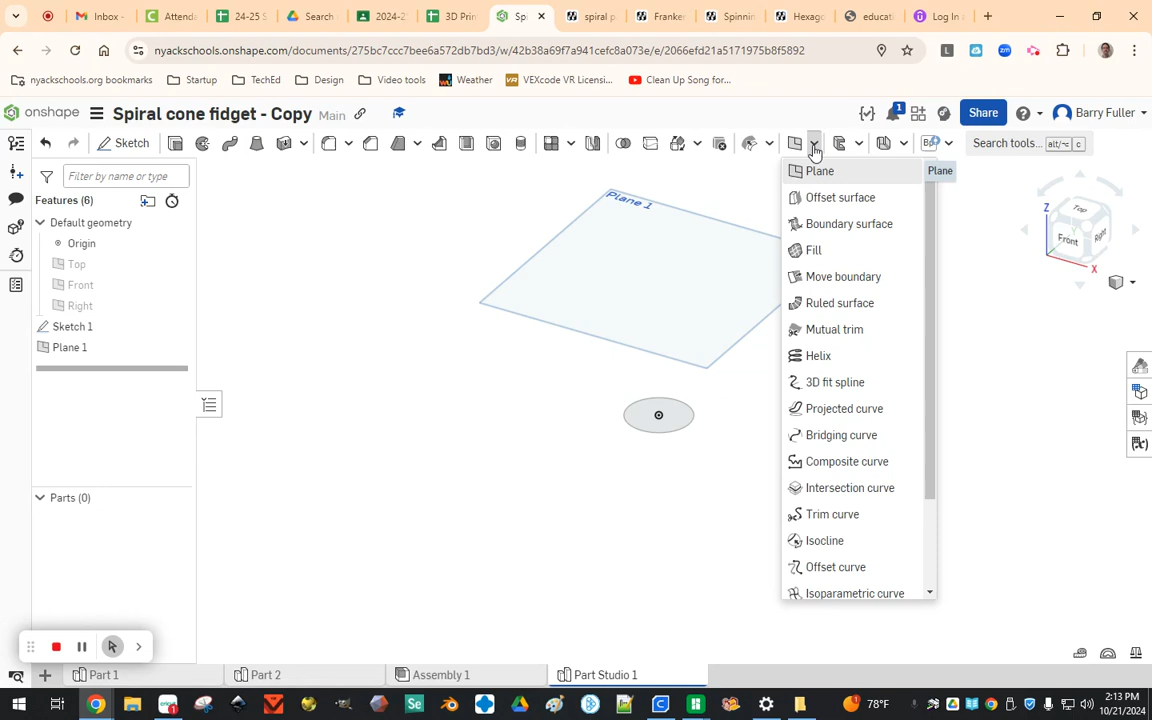 Inbox -
Attenda
24-25 S
Search
2024-2
3D Prin
Spi
spiral p
Franker
Spinnin
Hexago
educati
Log In
nyackschools.onshape.com/documents/275bc7ccc7bee6a572db7bd3/w/42b38a69f7a941cefc8a073e/e/2066efd21a5171975b8f5892
nyackschools.org bookmarks
Startup
TechEd
Design
Video tools
Weather
VEXcode VR Licensi...
Clean Up Song for...
onshape
Spiral cone fidget - Copy
Main
1
Share
Barry Fuller
Sketch
Search tools...
alt/⌥
c
Filter by name or type
Features (6)
Default geometry
Origin
Top
Front
Right
Sketch 1
Plane 1
Parts (0)
Plane 1
Plane
Plane
Offset surface
Boundary surface
Fill
Move boundary
Ruled surface
Mutual trim
Helix
3D fit spline
Projected curve
Bridging curve
Composite curve
Intersection curve
Trim curve
Isocline
Offset curve
Isoparametric curve
Z
Top
Front
Right
X
Part 1
Part 2
Assembly 1
Part Studio 1
78°F
2:13 PM
10/21/2024